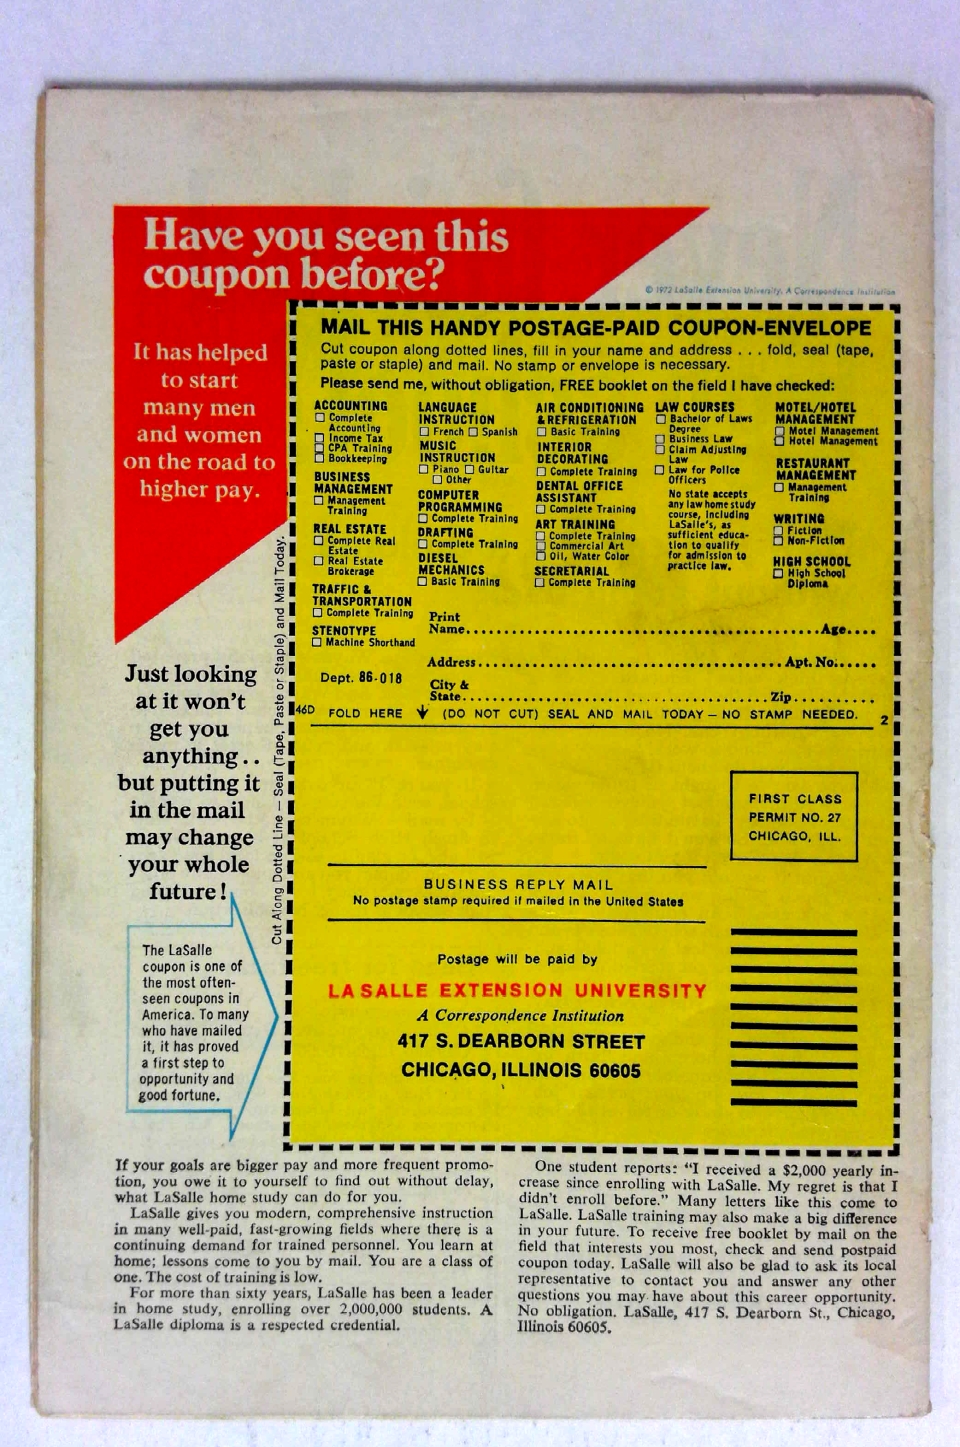 Have you seen this
coupon before?
© 1972 LaSalle Extension University, A Correspondence Institution
It has helped
to start
many men
and women
on the road to
higher pay.
Just looking
at it won't
get you
anything..
but putting it
in the mail
may change
your whole
future!
The LaSalle
coupon is one of
the most often-
seen coupons in
America. To many
who have mailed
it, it has proved
a first step to
opportunity and
good fortune.
Cut Along Dotted Line — Seal (Tape, Paste or Staple) and Mail Today.
MAIL THIS HANDY POSTAGE-PAID COUPON-ENVELOPE
Cut coupon along dotted lines, fill in your name and address . . . fold, seal (tape,
paste or staple) and mail. No stamp or envelope is necessary.
Please send me, without obligation, FREE booklet on the field I have checked:
ACCOUNTING
☐ Complete
Accounting
☐ Income Tax
☐ CPA Training
☐ Bookkeeping
BUSINESS
MANAGEMENT
☐ Management
Training
REAL ESTATE
☐ Complete Real
Estate
☐ Real Estate
Brokerage
TRAFFIC &
TRANSPORTATION
☐ Complete Training
STENOTYPE
☐ Machine Shorthand
LANGUAGE
INSTRUCTION
☐ French ☐ Spanish
MUSIC
INSTRUCTION
☐ Piano ☐ Guitar
☐ Other
COMPUTER
PROGRAMMING
☐ Complete Training
DRAFTING
☐ Complete Training
DIESEL
MECHANICS
☐ Basic Training
AIR CONDITIONING
& REFRIGERATION
☐ Basic Training
INTERIOR
DECORATING
☐ Complete Training
DENTAL OFFICE
ASSISTANT
☐ Complete Training
ART TRAINING
☐ Complete Training
☐ Commercial Art
☐ Oil, Water Color
SECRETARIAL
☐ Complete Training
LAW COURSES
☐ Bachelor of Laws
Degree
☐ Business Law
☐ Claim Adjusting
Law
☐ Law for Police
Officers
No state accepts
any law home study
course, including
LaSalle's, as
sufficient educa-
tion to qualify
for admission to
practice law.
MOTEL/HOTEL
MANAGEMENT
☐ Motel Management
☐ Hotel Management
RESTAURANT
MANAGEMENT
☐ Management
Training
WRITING
☐ Fiction
☐ Non-Fiction
HIGH SCHOOL
☐ High School
Diploma
Print
Name.......................................................Age....
Address..............................................Apt. No......
Dept. 86-018
City &
State................................................Zip..........
46D FOLD HERE ↓ (DO NOT CUT) SEAL AND MAIL TODAY — NO STAMP NEEDED. 2
FIRST CLASS
PERMIT NO. 27
CHICAGO, ILL.
BUSINESS REPLY MAIL
No postage stamp required if mailed in the United States
Postage will be paid by
LA SALLE EXTENSION UNIVERSITY
A Correspondence Institution
417 S. DEARBORN STREET
CHICAGO, ILLINOIS 60605
If your goals are bigger pay and more frequent promo-
tion, you owe it to yourself to find out without delay,
what LaSalle home study can do for you.
LaSalle gives you modern, comprehensive instruction
in many well-paid, fast-growing fields where there is a
continuing demand for trained personnel. You learn at
home; lessons come to you by mail. You are a class of
one. The cost of training is low.
For more than sixty years, LaSalle has been a leader
in home study, enrolling over 2,000,000 students. A
LaSalle diploma is a respected credential.
One student reports: "I received a $2,000 yearly in-
crease since enrolling with LaSalle. My regret is that I
didn't enroll before." Many letters like this come to
LaSalle. LaSalle training may also make a big difference
in your future. To receive free booklet by mail on the
field that interests you most, check and send postpaid
coupon today. LaSalle will also be glad to ask its local
representative to contact you and answer any other
questions you may have about this career opportunity.
No obligation. LaSalle, 417 S. Dearborn St., Chicago,
Illinois 60605.